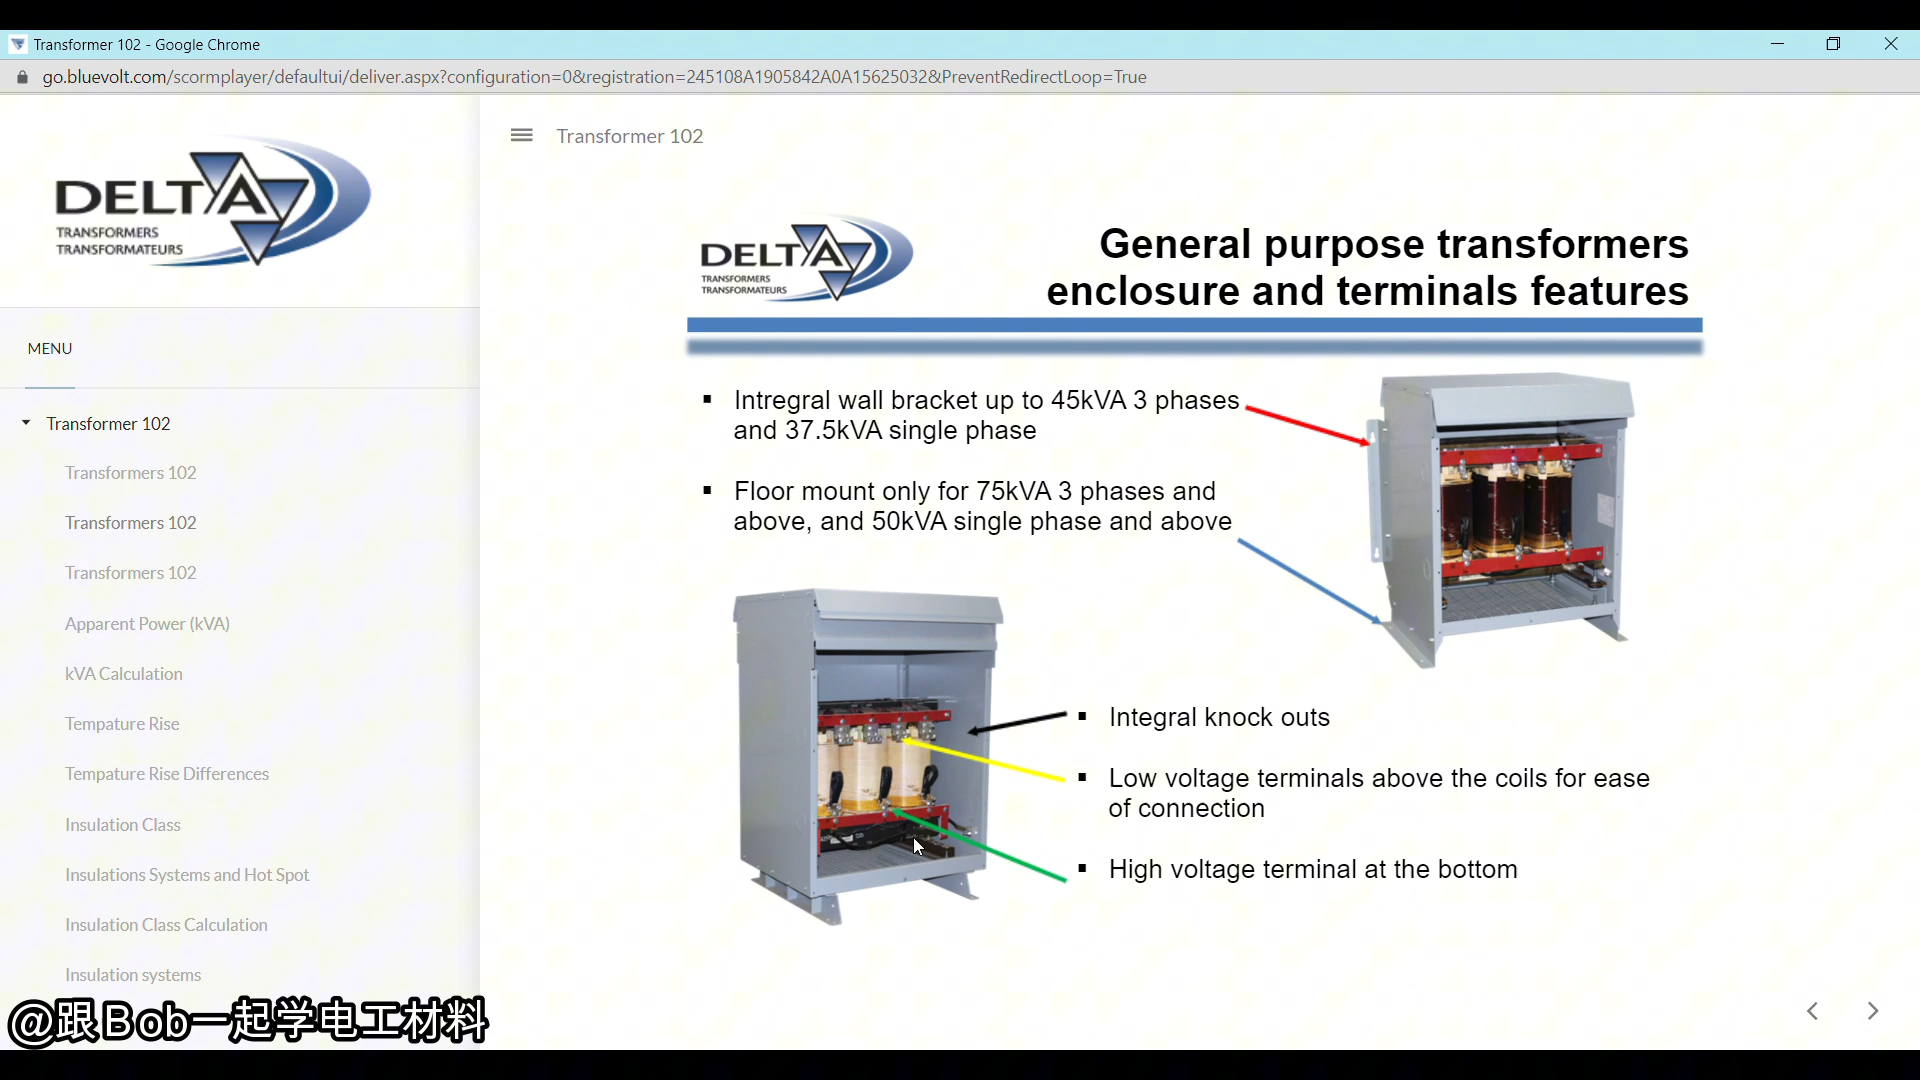 Transformer 102 - Google Chrome
go.bluevolt.com/scormplayer/defaultui/deliver.aspx?configuration=0&registration=245108A1905842A0A15625032&PreventRedirectLoop=True
DELTA
TRANSFORMERS
TRANSFORMATEURS
MENU
Transformer 102
Transformers 102
Transformers 102
Transformers 102
Apparent Power (kVA)
kVA Calculation
Tempature Rise
Tempature Rise Differences
Insulation Class
Insulations Systems and Hot Spot
Insulation Class Calculation
Insulation systems
Transformer 102
DELTA
TRANSFORMERS
TRANSFORMATEURS
General purpose transformers
enclosure and terminals features
▪ Intregral wall bracket up to 45kVA 3 phases
and 37.5kVA single phase
▪ Floor mount only for 75kVA 3 phases and
above, and 50kVA single phase and above
▪ Integral knock outs
▪ Low voltage terminals above the coils for ease
of connection
▪ High voltage terminal at the bottom
@跟Bob一起学电工材料